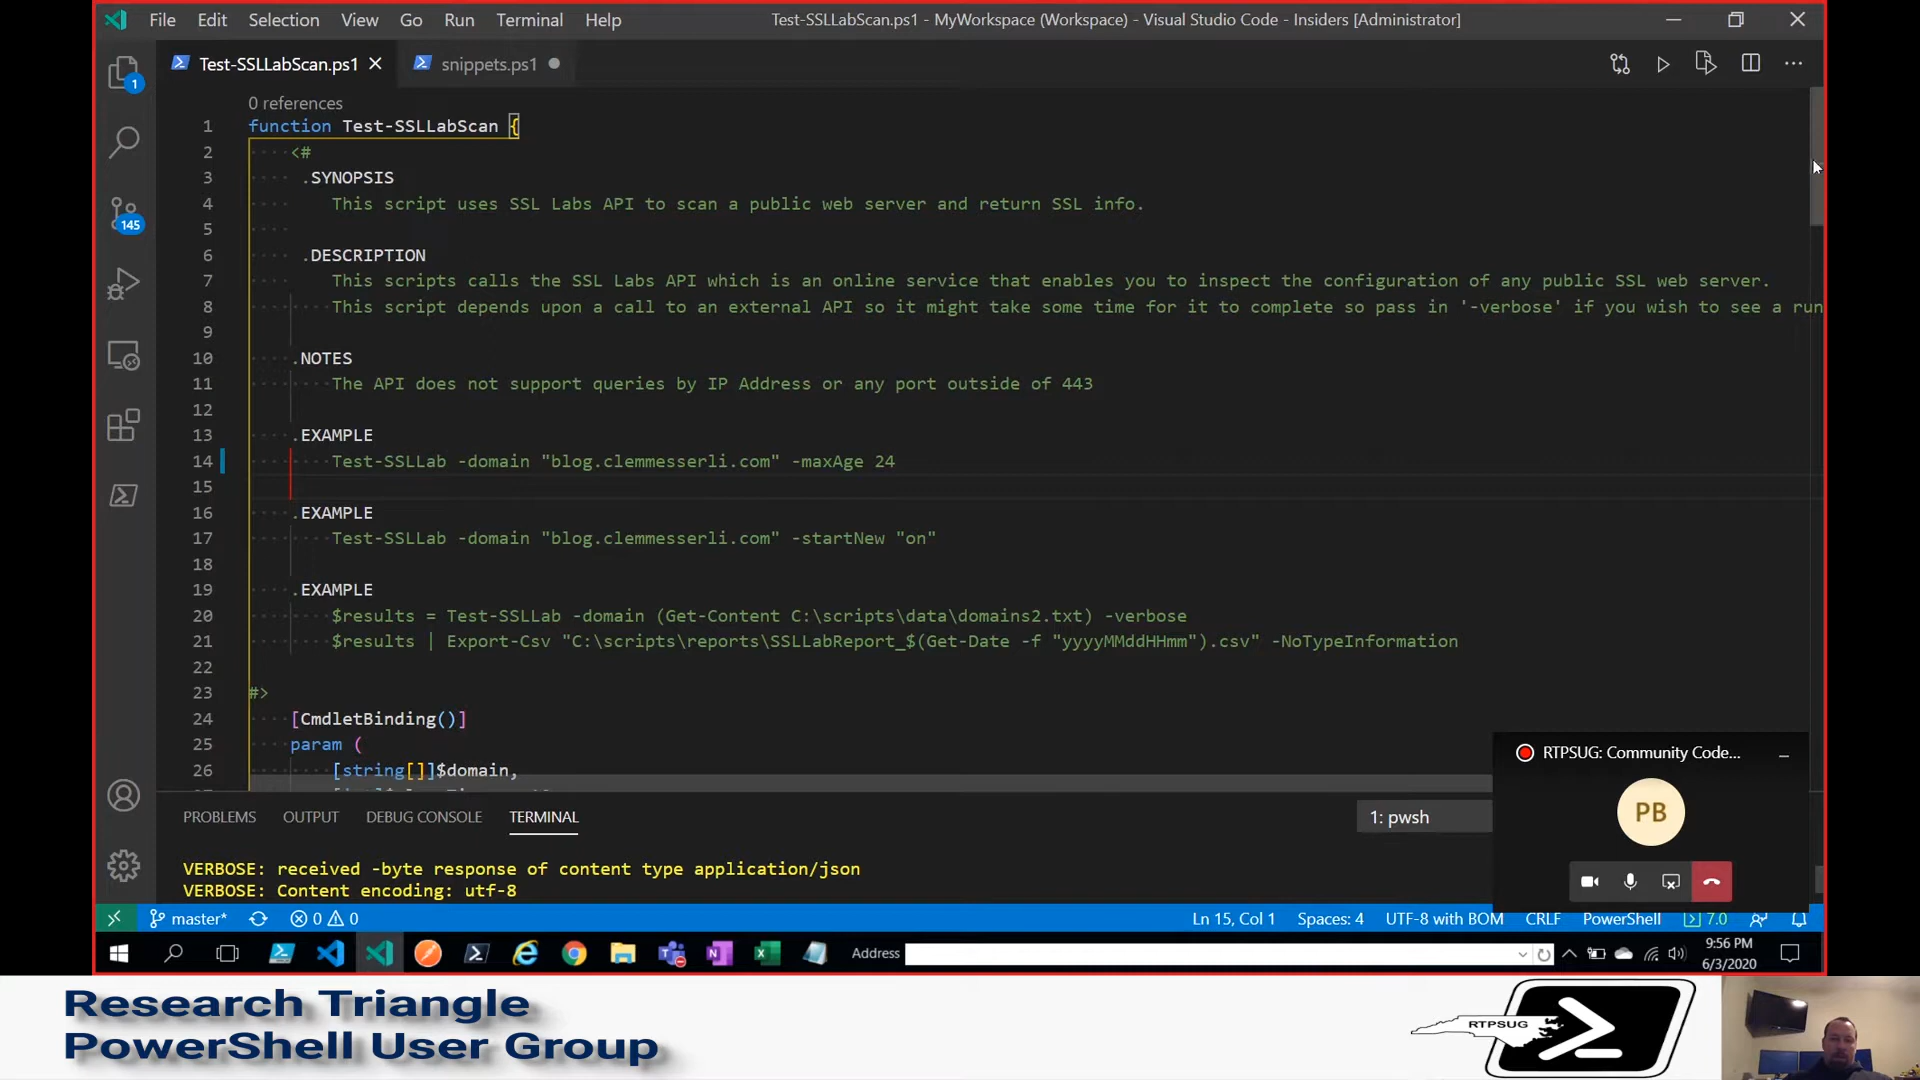 File Edit Selection View Go Run Terminal Help
Test-SSLLabScan.ps1 - MyWorkspace (Workspace) - Visual Studio Code - Insiders [Administrator]
1
Test-SSLLabScan.ps1
snippets.ps1
145
0 references
1 function Test-SSLLabScan {
2 <#
3 .SYNOPSIS
4 This script uses SSL Labs API to scan a public web server and return SSL info.
5
6 .DESCRIPTION
7 This scripts calls the SSL Labs API which is an online service that enables you to inspect the configuration of any public SSL web server.
8 This script depends upon a call to an external API so it might take some time for it to complete so pass in '-verbose' if you wish to see a run
9
10 .NOTES
11 The API does not support queries by IP Address or any port outside of 443
12
13 .EXAMPLE
14 Test-SSLLab -domain "blog.clemmesserli.com" -maxAge 24
15
16 .EXAMPLE
17 Test-SSLLab -domain "blog.clemmesserli.com" -startNew "on"
18
19 .EXAMPLE
20 $results = Test-SSLLab -domain (Get-Content C:\scripts\data\domains2.txt) -verbose
21 $results | Export-Csv "C:\scripts\reports\SSLLabReport_$(Get-Date -f "yyyyMMddHHmm").csv" -NoTypeInformation
22
23 #>
24 [CmdletBinding()]
25 param (
26 [string[]]$domain,
RTPSUG: Community Code...
PB
PROBLEMS OUTPUT DEBUG CONSOLE TERMINAL
1: pwsh
VERBOSE: received -byte response of content type application/json
VERBOSE: Content encoding: utf-8
master* 0 0
Ln 15, Col 1 Spaces: 4 UTF-8 with BOM CRLF PowerShell 7.0
Address
9:56 PM
6/3/2020
Research Triangle
PowerShell User Group
RTPSUG